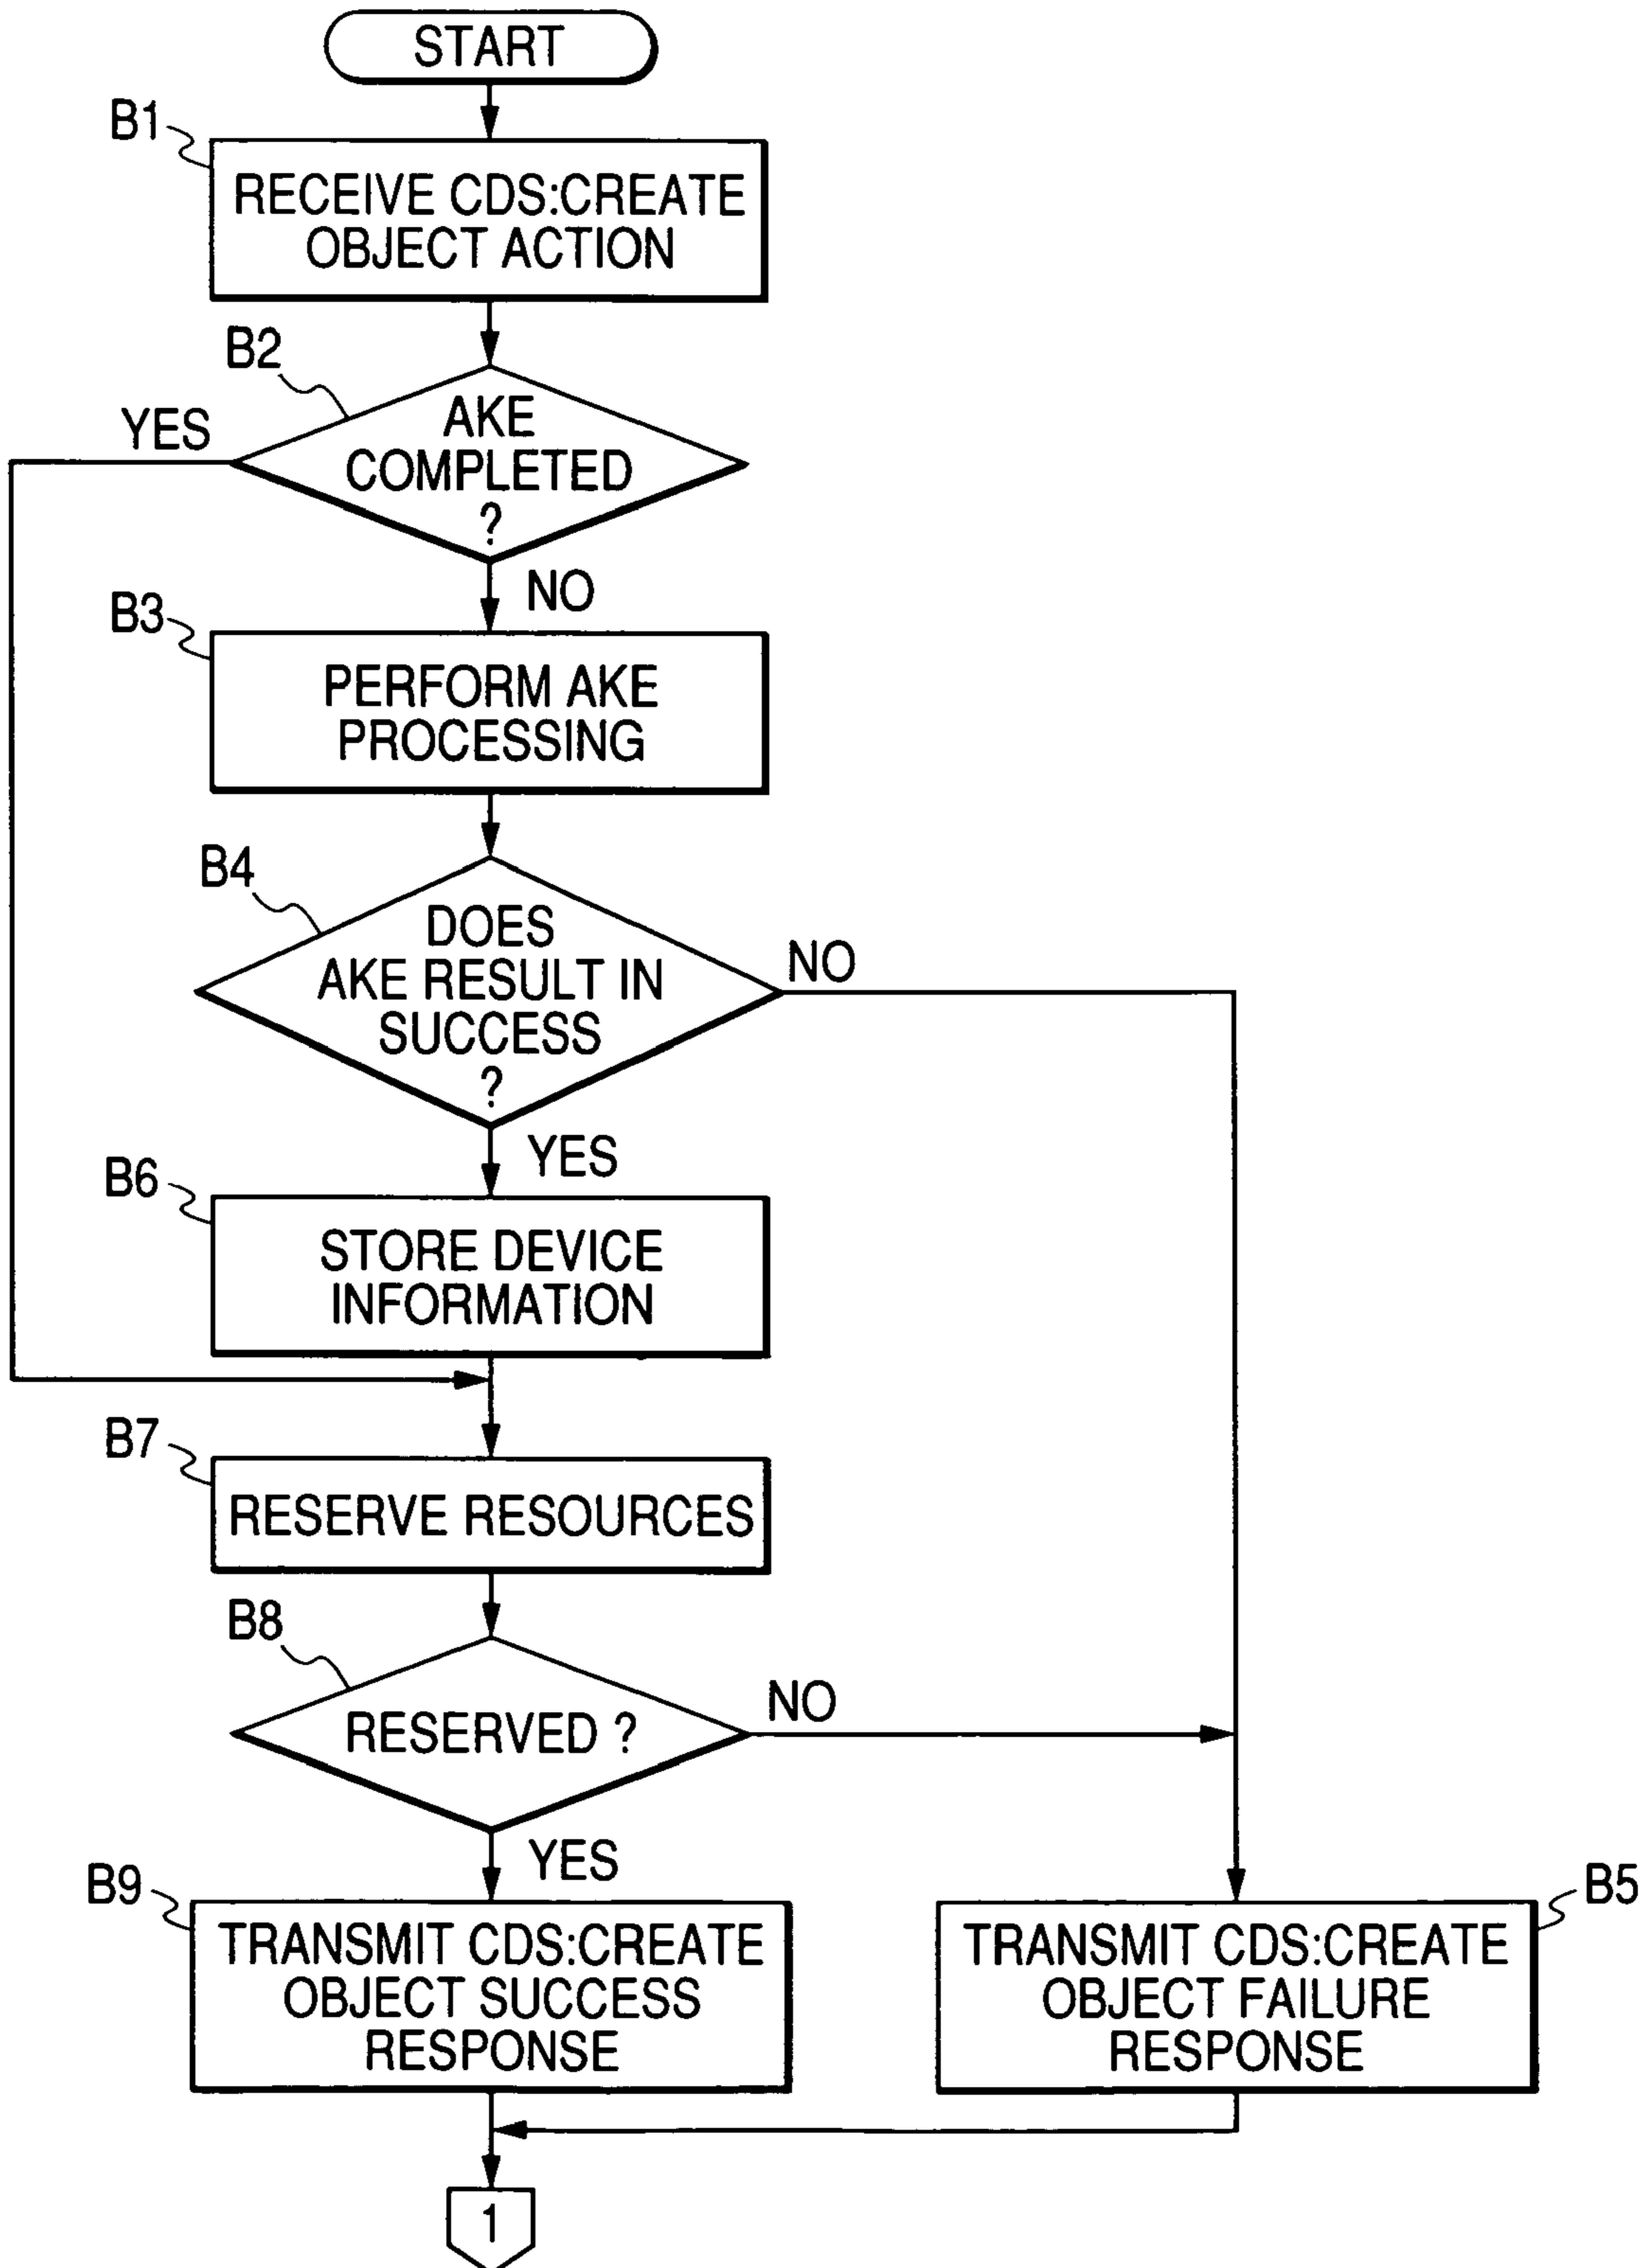 START
B1
RECEIVE CDS:CREATE
OBJECT ACTION
B2
YES
AKE
COMPLETED
?
NO
B3
PERFORM AKE
PROCESSING
B4
DOES
AKE RESULT IN
SUCCESS
?
NO
YES
B6
STORE DEVICE
INFORMATION
B7
RESERVE RESOURCES
B8
RESERVED ?
NO
YES
B9
TRANSMIT CDS:CREATE
OBJECT SUCCESS
RESPONSE
B5
TRANSMIT CDS:CREATE
OBJECT FAILURE
RESPONSE
1